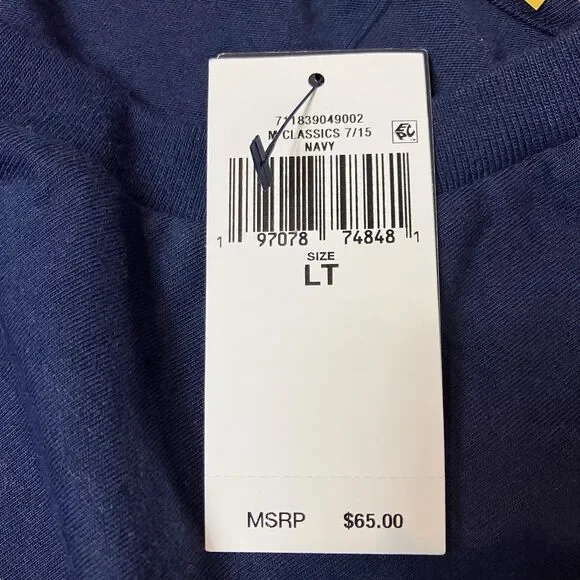 711839049002
M CLASSICS 7/15
NAVY
1 97078 74848 1
SIZE
LT
MSRP $65.00